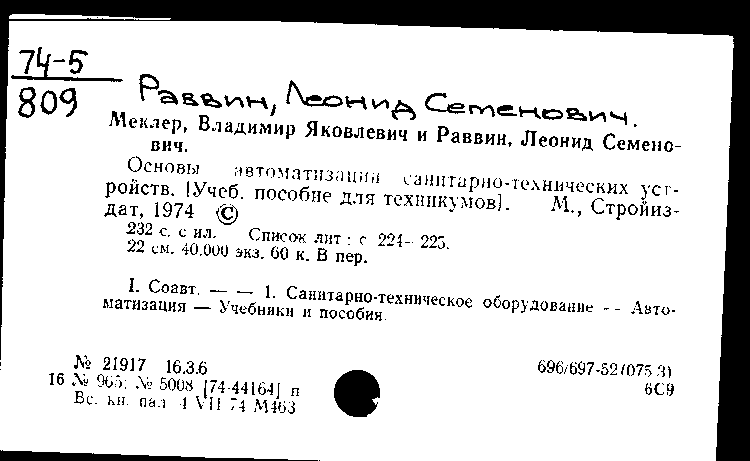 74-5
809
Раввин, Леонид Семенович.
Меклер, Владимир Яковлевич и Раввин, Леонид Семено-
вич.
Основы автоматизации санитарно-технических уст-
ройств. [Учеб. пособие для техникумов]. М., Стройиз-
дат, 1974 ©
232 с. с ил. Список лит.: с 224-225.
22 см. 40.000 экз. 60 к. В пер.
I. Соавт. — — 1. Санитарно-техническое оборудование -- Авто-
матизация — Учебники и пособия.
№ 21917 16.3.6
696/697-52(075.3)
16 № 965; № 5008 [74-44164] п
6С9
Вс. кн. пал 4 VII 74 М463